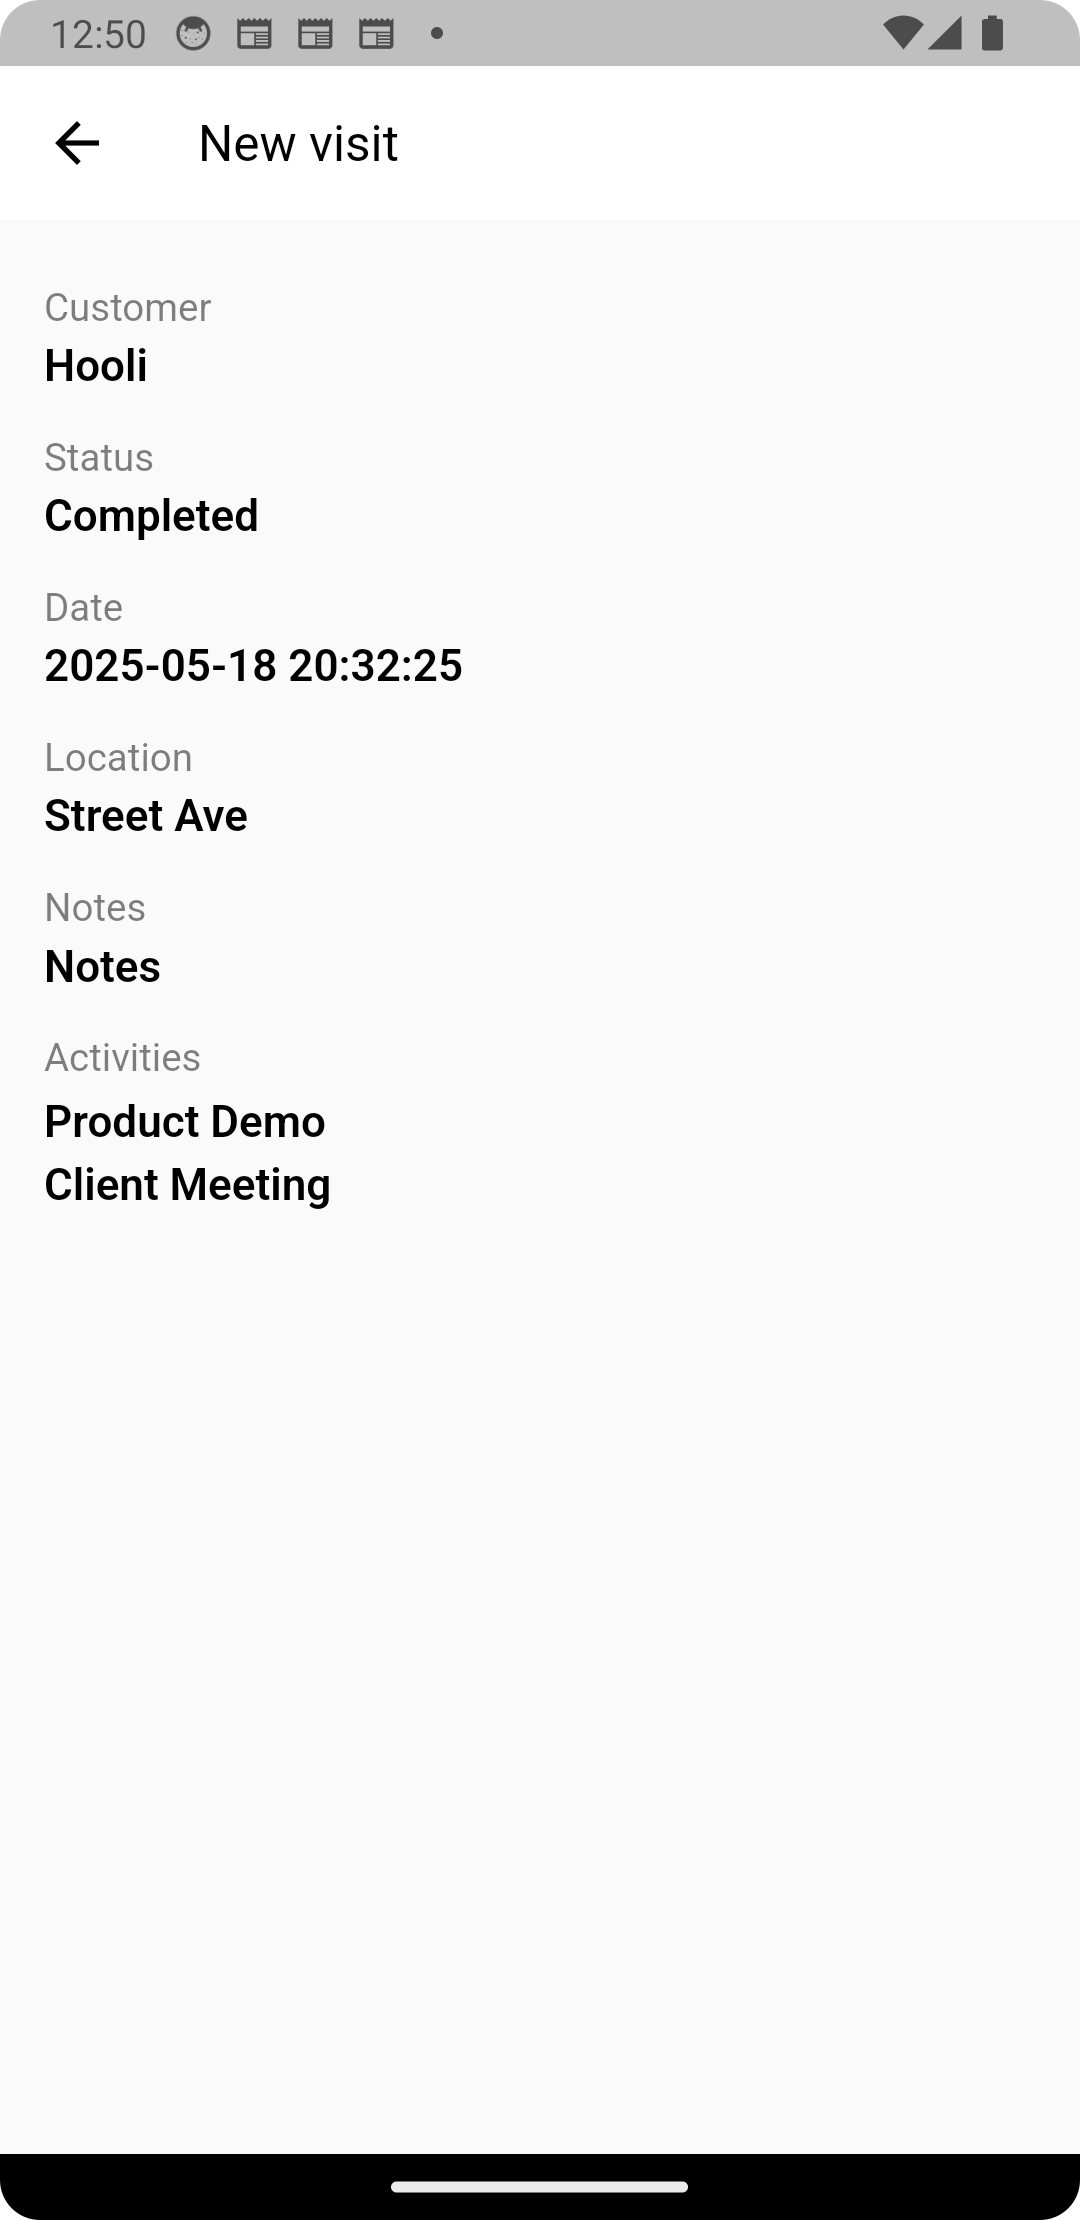 12:50
New visit
Customer
Hooli
Status
Completed
Date
2025-05-18 20:32:25
Location
Street Ave
Notes
Notes
Activities
Product Demo
Client Meeting